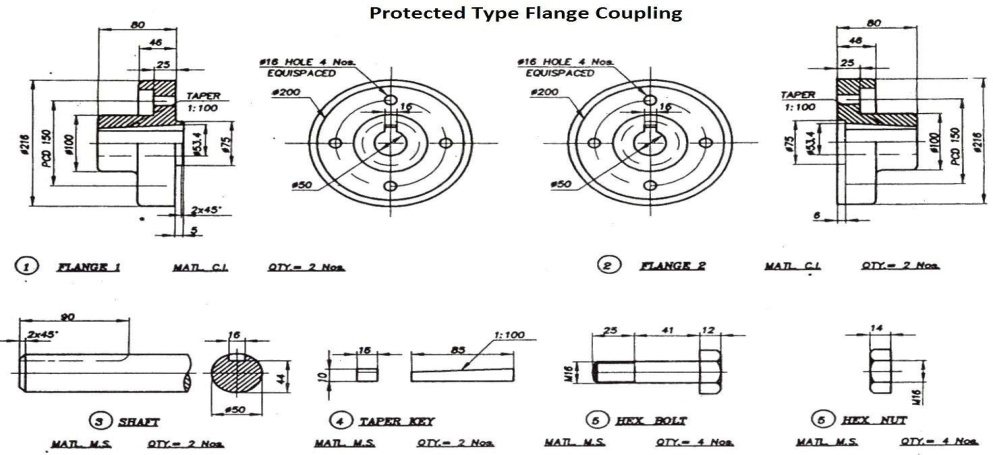 Protected Type Flange Coupling
80
46
25
TAPER
1:100
ø216
PCD 150
ø100
ø53,4
ø75
2x45°
5
ø16 HOLE 4 Nos.
EQUISPACED
ø200
16
ø50
ø16 HOLE 4 Nos.
EQUISPACED
ø200
16
ø50
80
46
25
TAPER
1:100
ø75
ø53,4
ø100
PCD 150
ø216
6
1 FLANGE 1 MATL. C.I. QTY.= 2 Nos.
2 FLANGE 2 MATL. C.I. QTY.= 2 Nos.
90
2x45°
16
44
ø50
3 SHAFT
MATL. M.S. QTY.= 2 Nos.
16
10
85
1:100
4 TAPER KEY
MATL. M.S. QTY.= 2 Nos.
25
41
12
M16
5 HEX. BOLT
MATL. M.S. QTY.= 4 Nos.
14
M16
5 HEX. NUT
MATL. M.S. QTY.= 4 Nos.